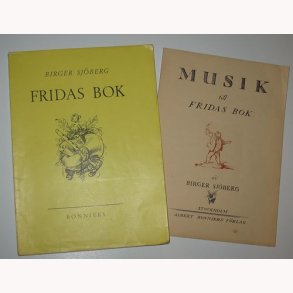 BIRGER SJÖBERG
FRIDAS BOK
BONNIERS
MUSIK
till
FRIDAS BOK
av
BIRGER SJÖBERG
STOCKHOLM
ALBERT BONNIERS FÖRLAG